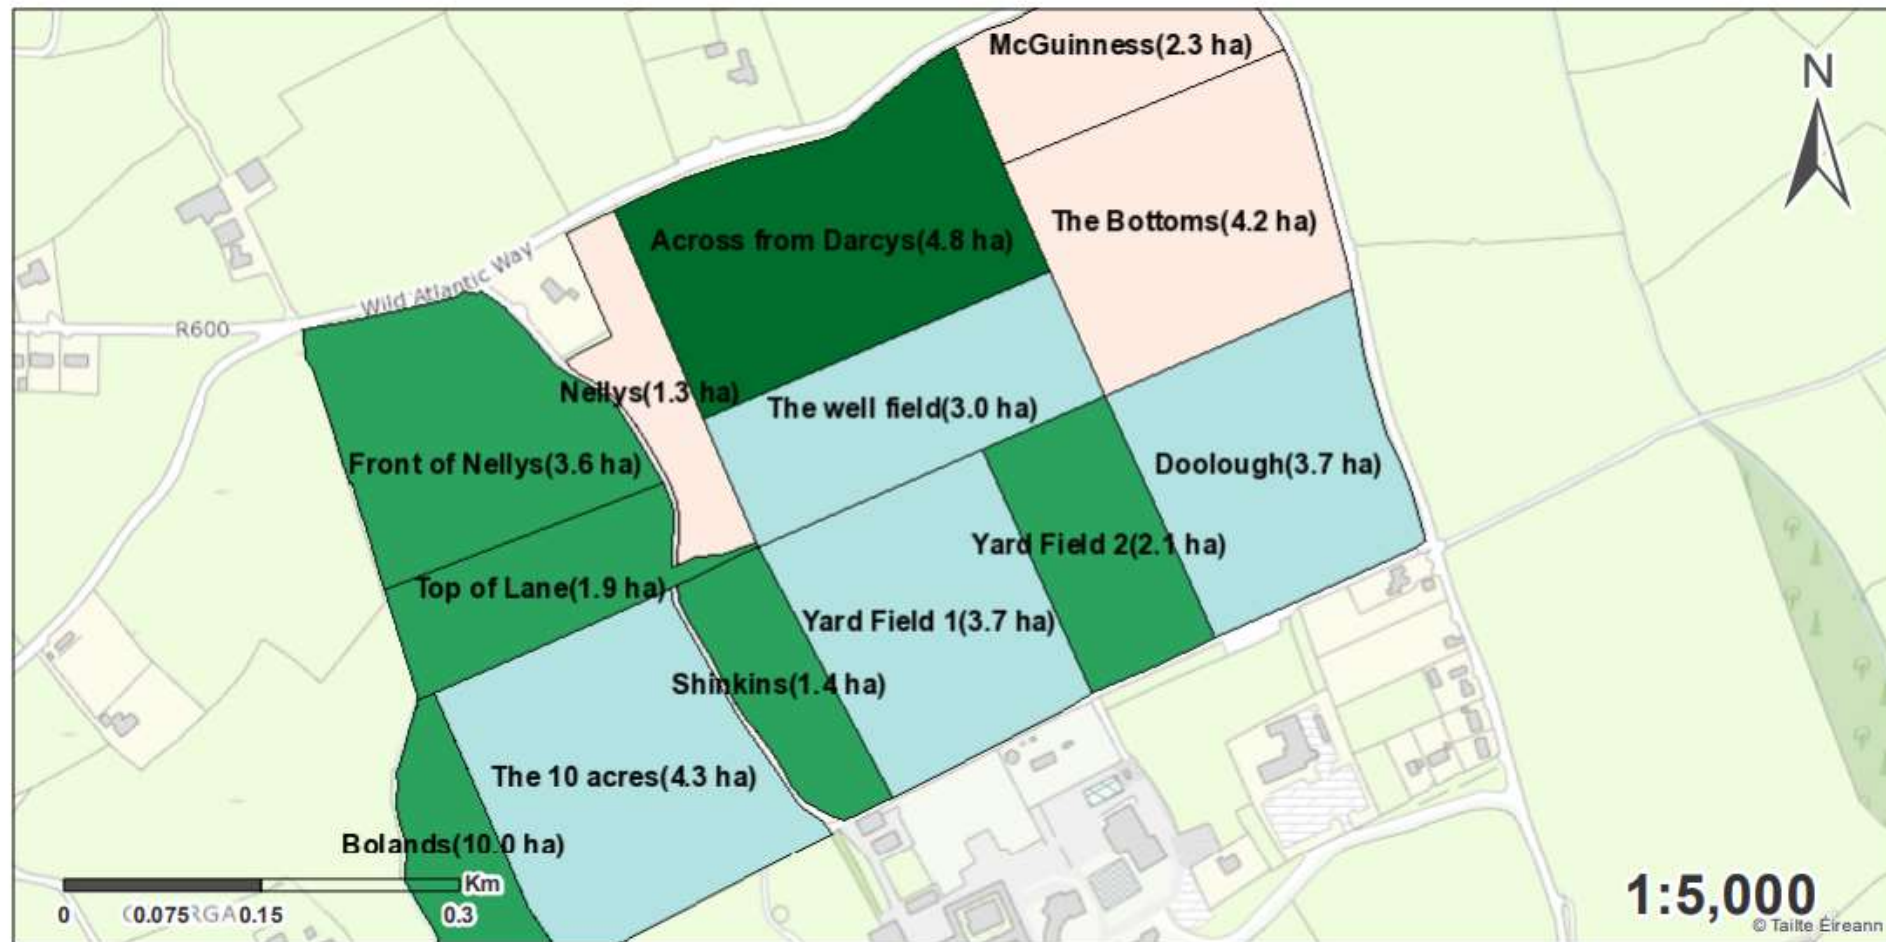 McGuinness(2.3 ha)
N
Across from Darcys(4.8 ha)
The Bottoms(4.2 ha)
Wild Atlantic Way
R600
Nellys(1.3 ha)
The well field(3.0 ha)
Front of Nellys(3.6 ha)
Doolough(3.7 ha)
Yard Field 2(2.1 ha)
Top of Lane(1.9 ha)
Yard Field 1(3.7 ha)
Shinkins(1.4 ha)
The 10 acres(4.3 ha)
Bolands(10.0 ha)
Km
0 0.075 0.15 0.3
1:5,000
© Tailte Éireann